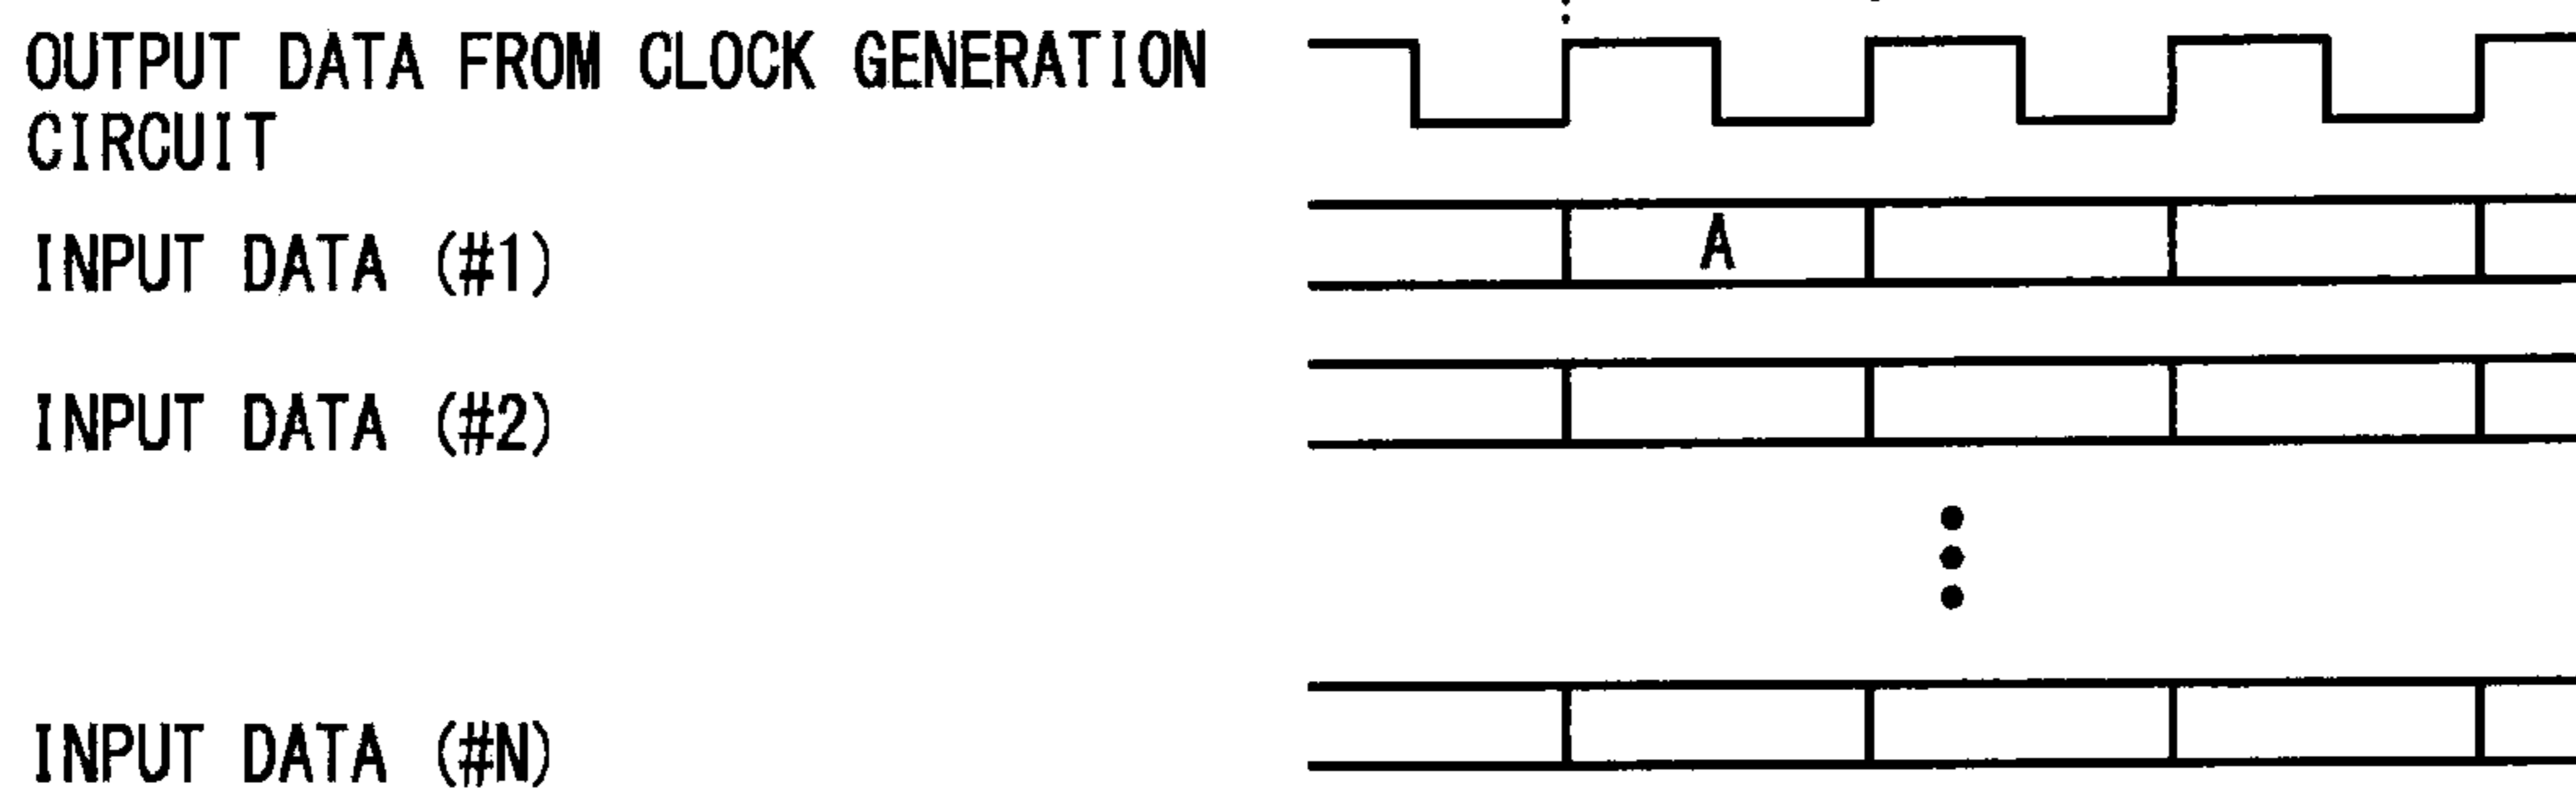 OUTPUT DATA FROM CLOCK GENERATION
CIRCUIT
INPUT DATA (#1)
A
INPUT DATA (#2)
INPUT DATA (#N)